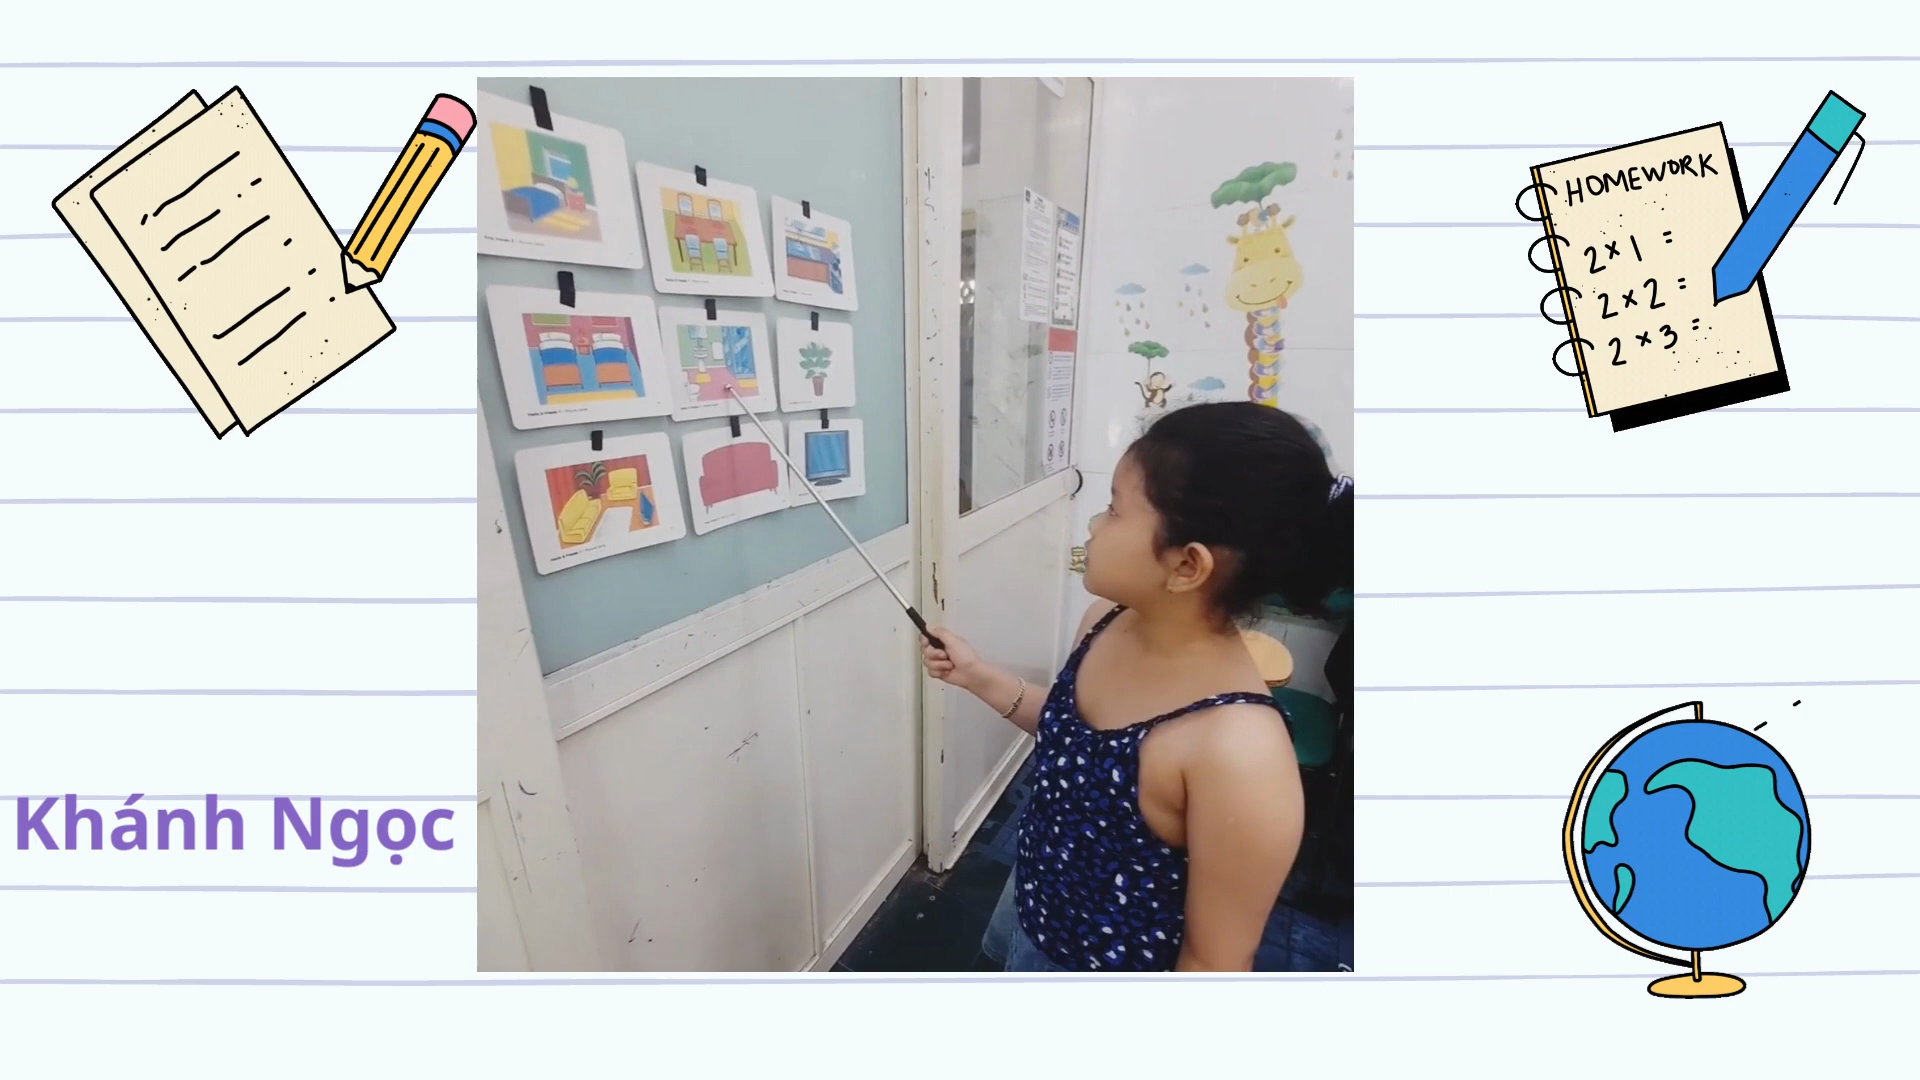 HOMEWORK
2 x 1 =
2 x 2 =
2 x 3 =
Khánh Ngọc